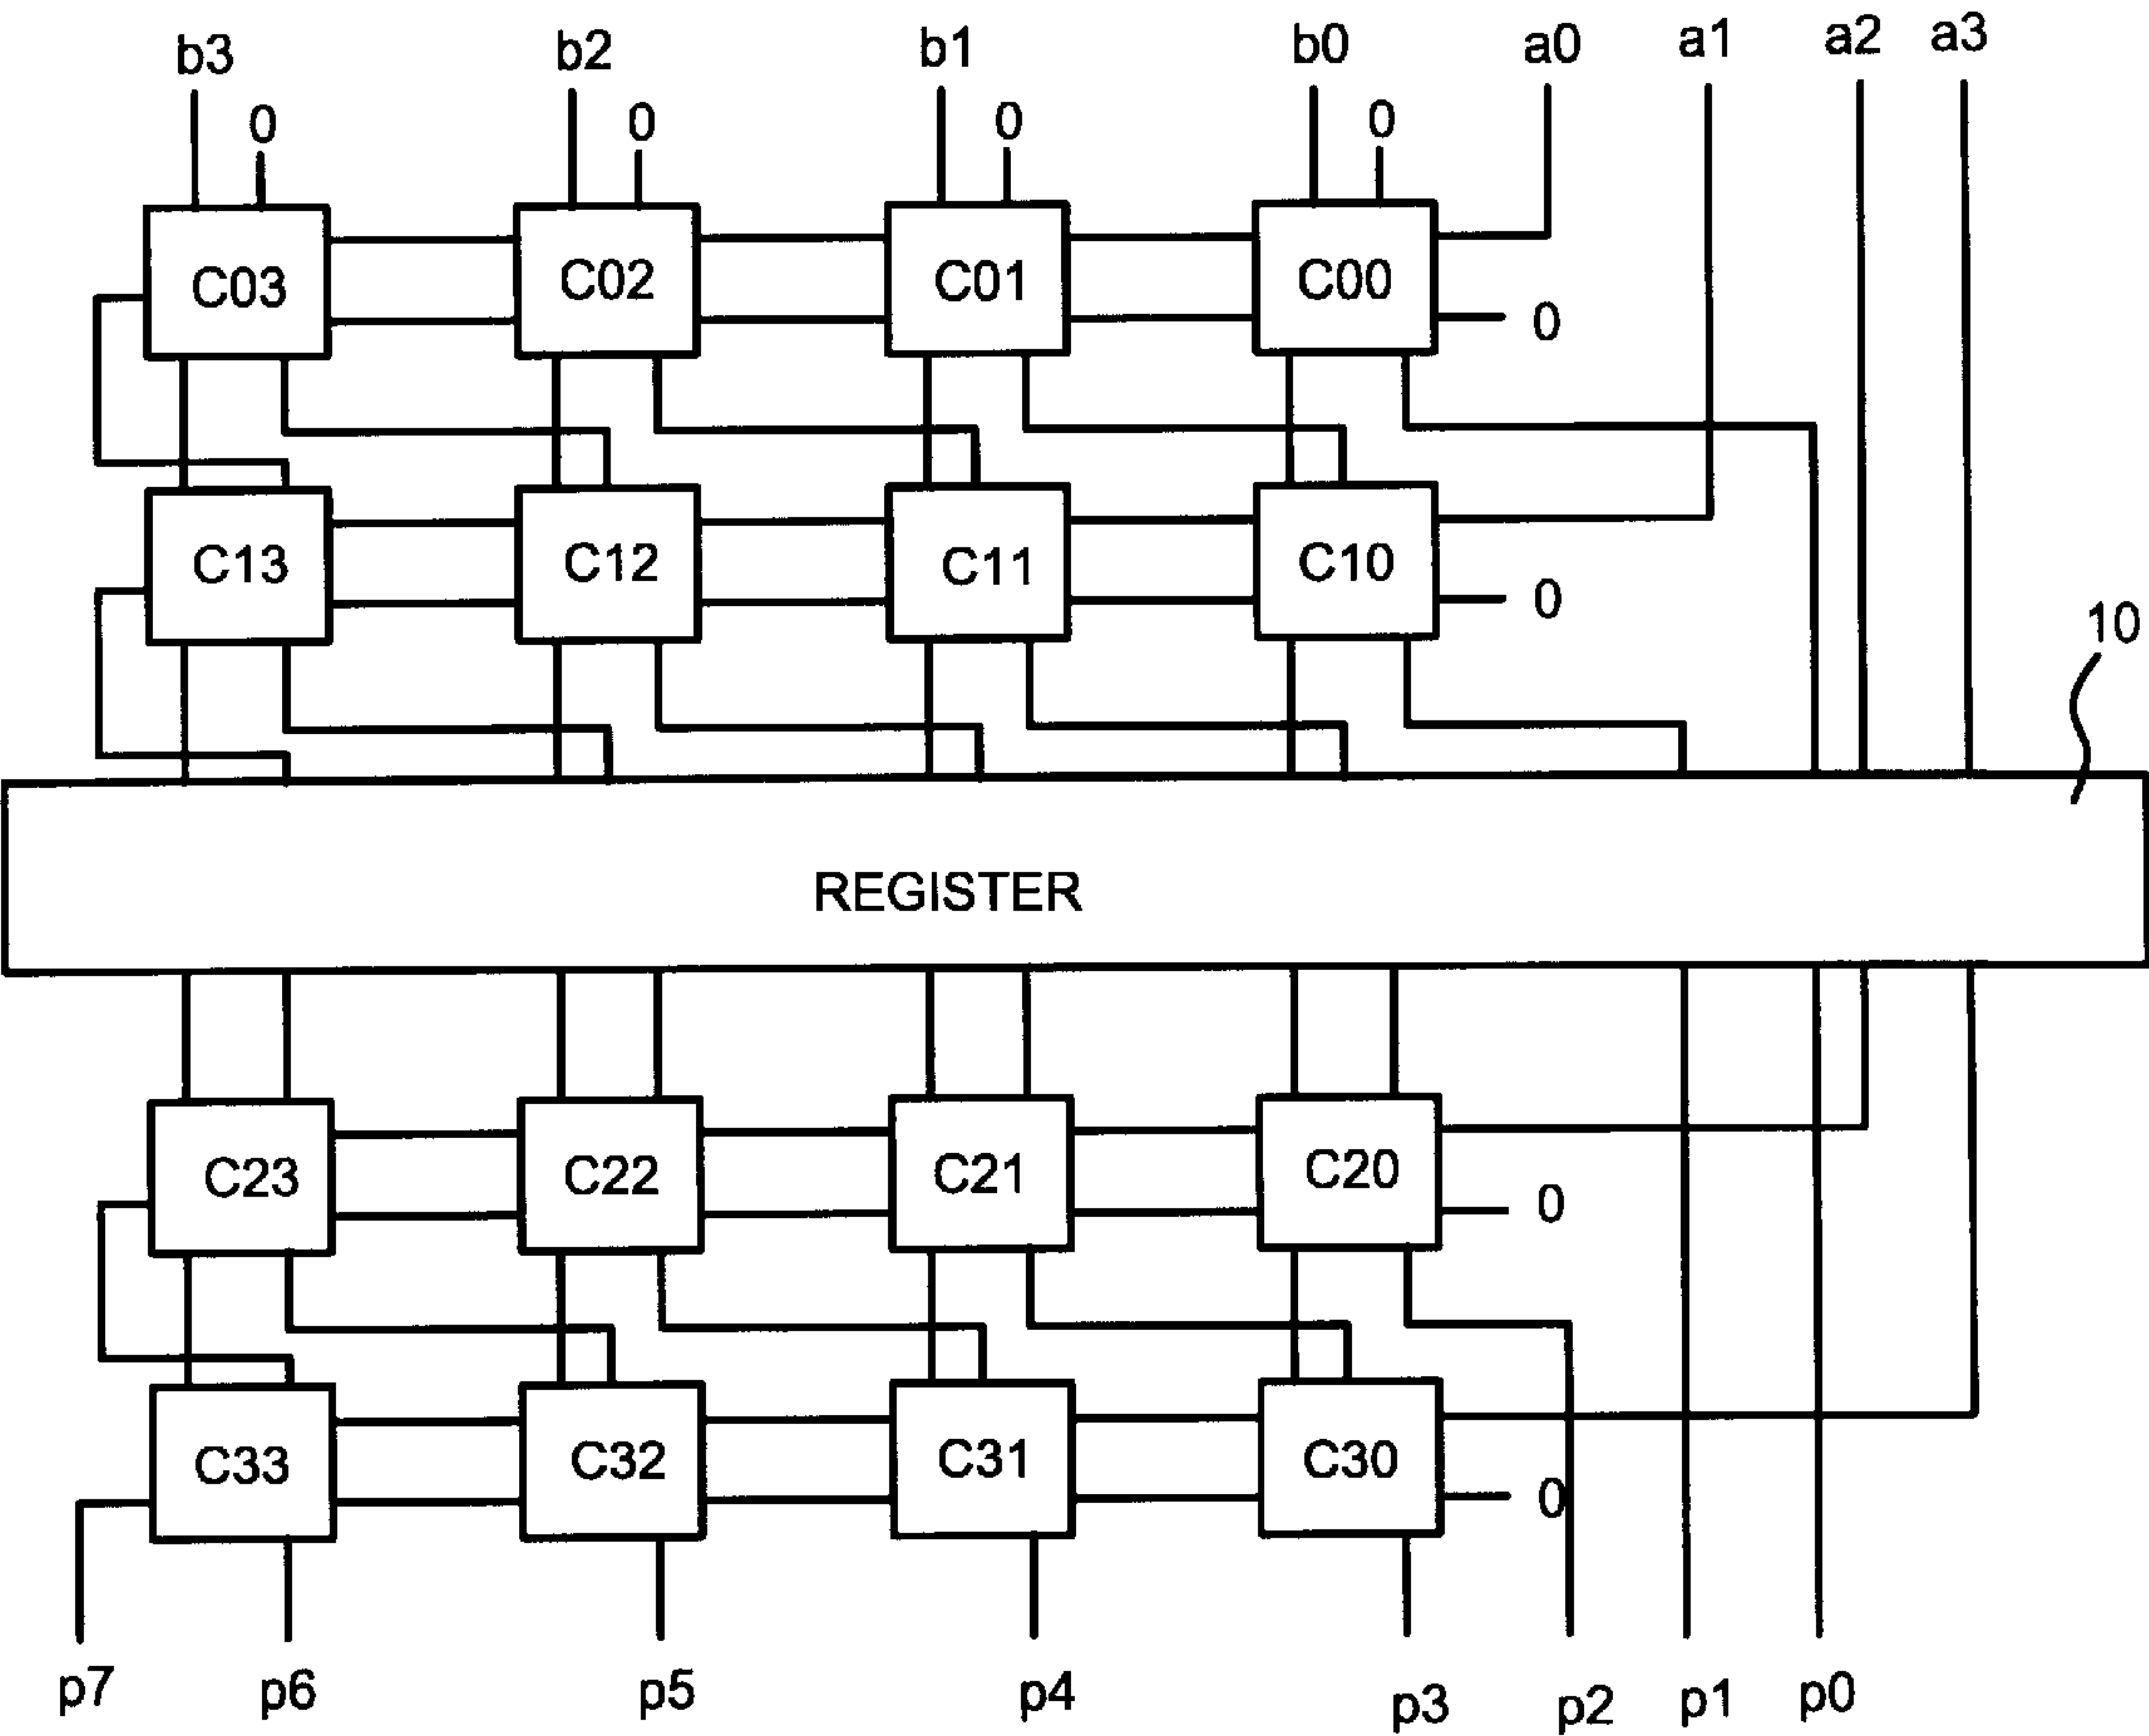 b3 b2 b1 b0 a0 a1 a2 a3
0 0 0 0
C03 C02 C01 C00
0
C13 C12 C11 C10
0
10
REGISTER
C23 C22 C21 C20
0
C33 C32 C31 C30
0
p7 p6 p5 p4 p3 p2 p1 p0